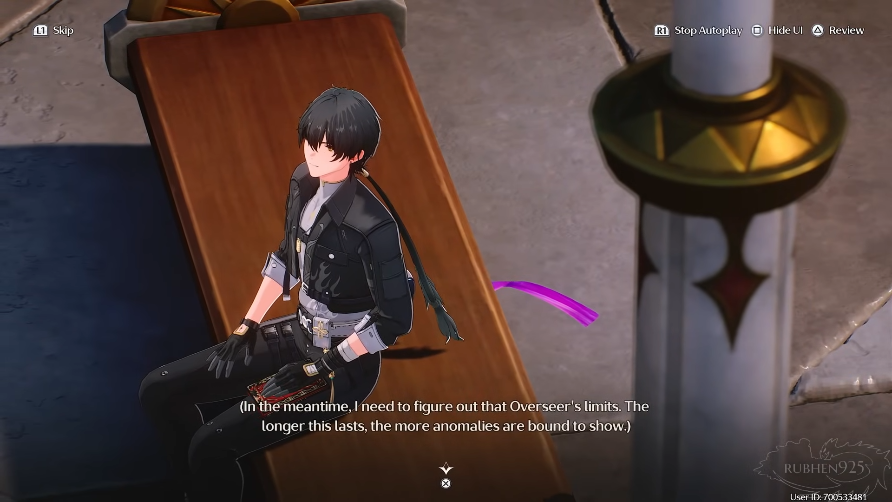 L1 Skip
R1 Stop Autoplay Hide UI Review
(In the meantime, I need to figure out that Overseer's limits. The
longer this lasts, the more anomalies are bound to show.)
RUBHEN925
User ID: 700533481